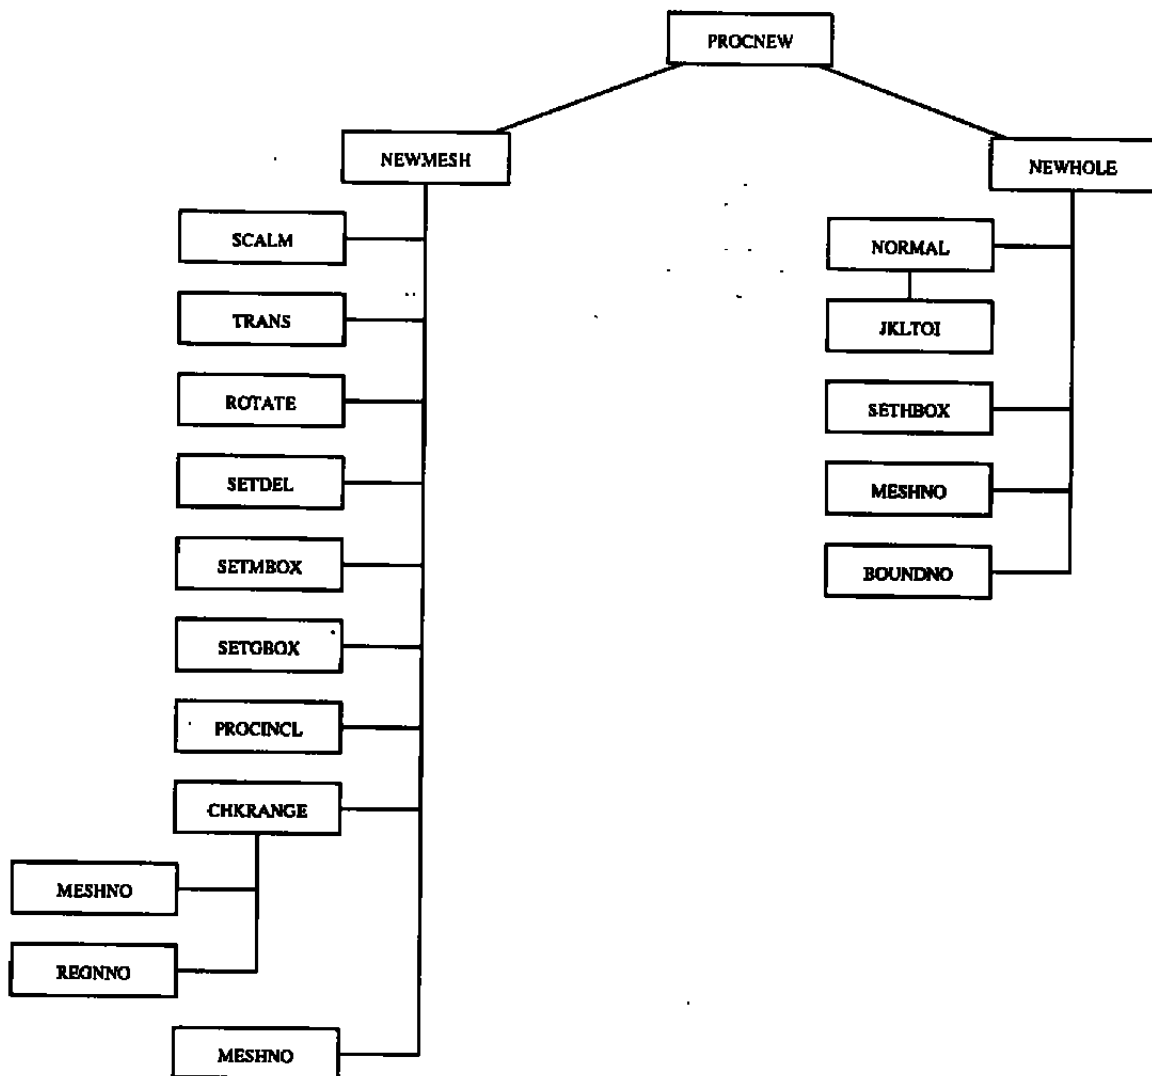 PROCNEW
NEWMESH
NEWHOLE
SCALM
NORMAL
TRANS
JKLTOI
ROTATE
SETHBOX
SETDEL
MESHNO
SETMBOX
BOUNDNO
SETGBOX
PROCINCL
CHKRANGE
MESHNO
REGNNO
MESHNO